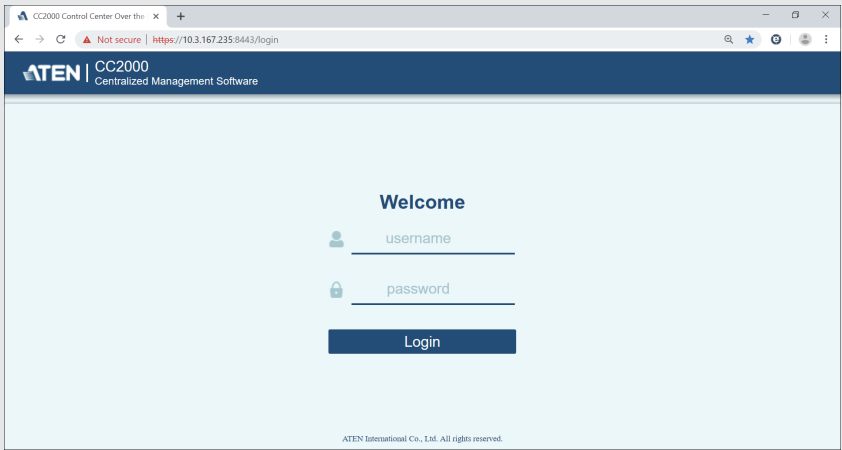 CC2000 Control Center Over the
Not secure | https://10.3.167.235:8443/login
ATEN | CC2000
Centralized Management Software
Welcome
username
password
Login
ATEN International Co., Ltd. All rights reserved.